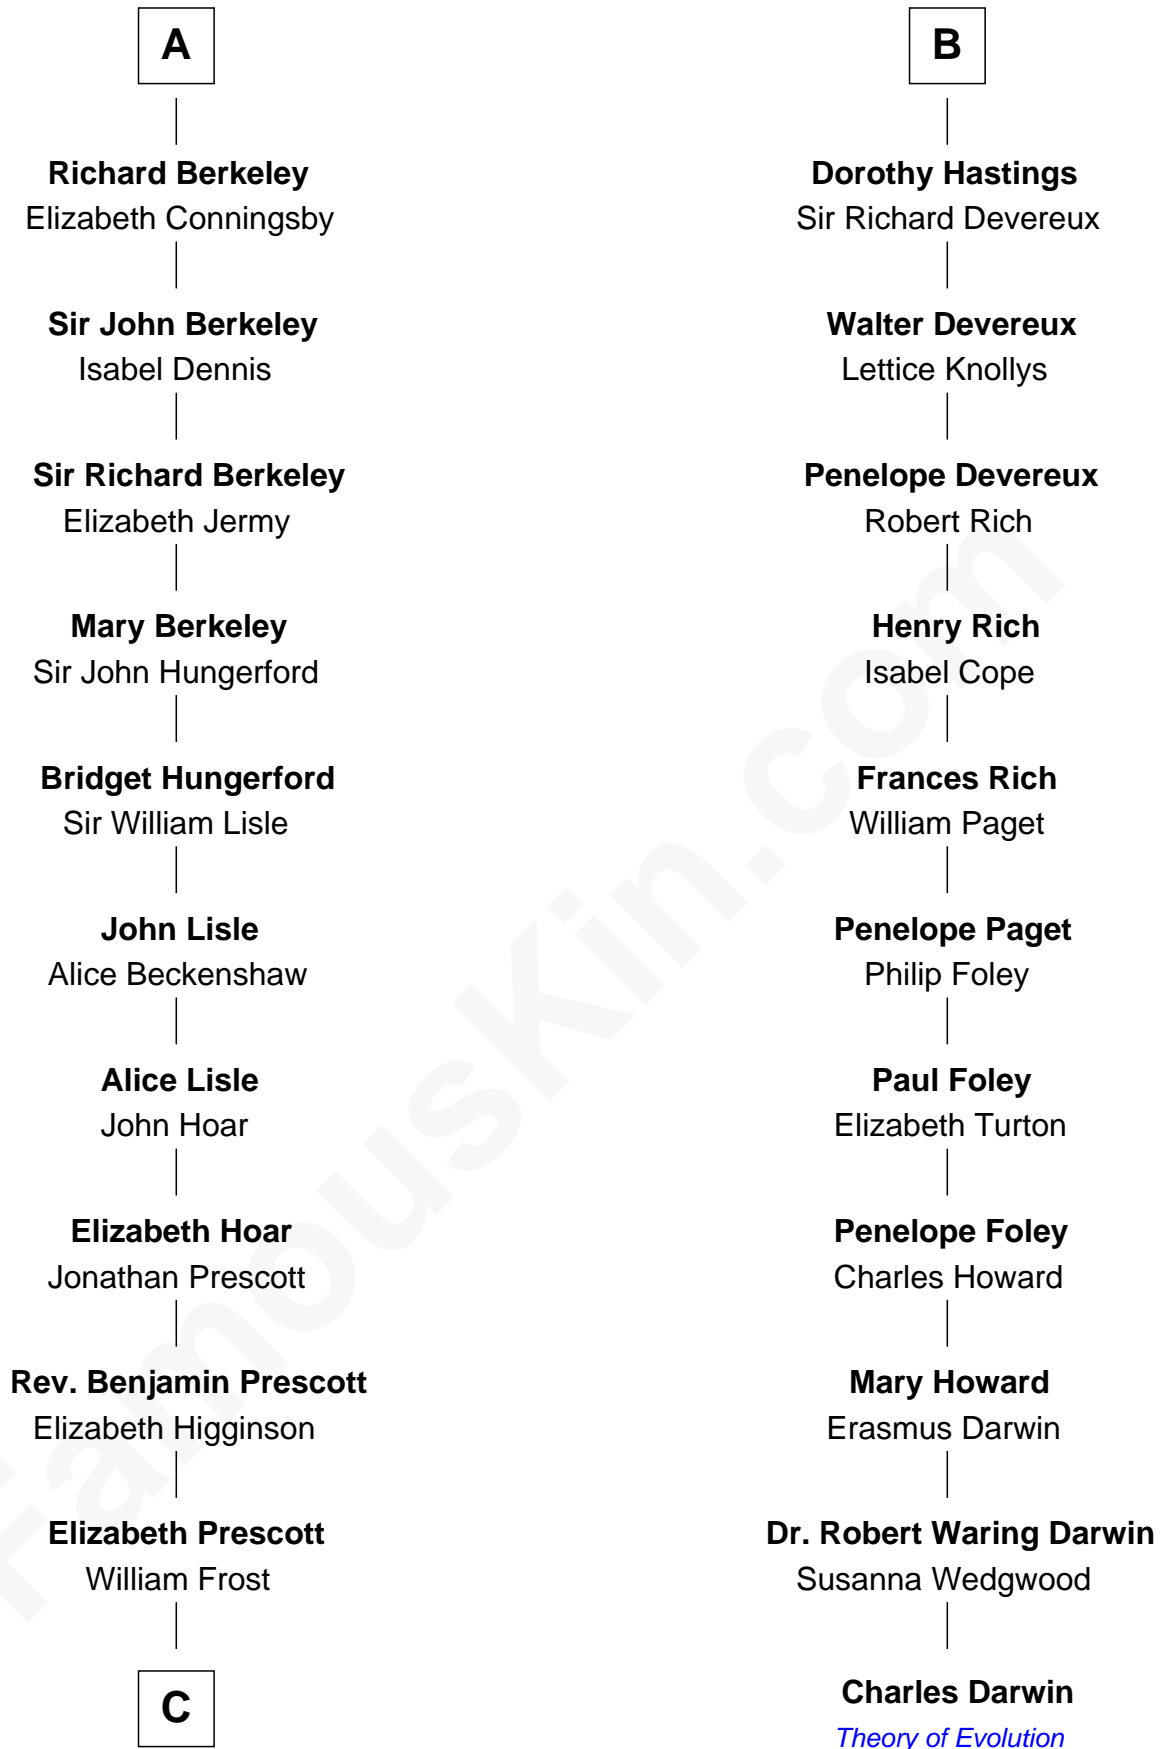 A
Richard Berkeley
Elizabeth Conningsby
Sir John Berkeley
Isabel Dennis
Sir Richard Berkeley
Elizabeth Jermy
Mary Berkeley
Sir John Hungerford
Bridget Hungerford
Sir William Lisle
John Lisle
Alice Beckenshaw
Alice Lisle
John Hoar
Elizabeth Hoar
Jonathan Prescott
Rev. Benjamin Prescott
Elizabeth Higginson
Elizabeth Prescott
William Frost
C
B
Dorothy Hastings
Sir Richard Devereux
Walter Devereux
Lettice Knollys
Penelope Devereux
Robert Rich
Henry Rich
Isabel Cope
Frances Rich
William Paget
Penelope Paget
Philip Foley
Paul Foley
Elizabeth Turton
Penelope Foley
Charles Howard
Mary Howard
Erasmus Darwin
Dr. Robert Waring Darwin
Susanna Wedgwood
Charles Darwin
Theory of Evolution
FamousKin.com